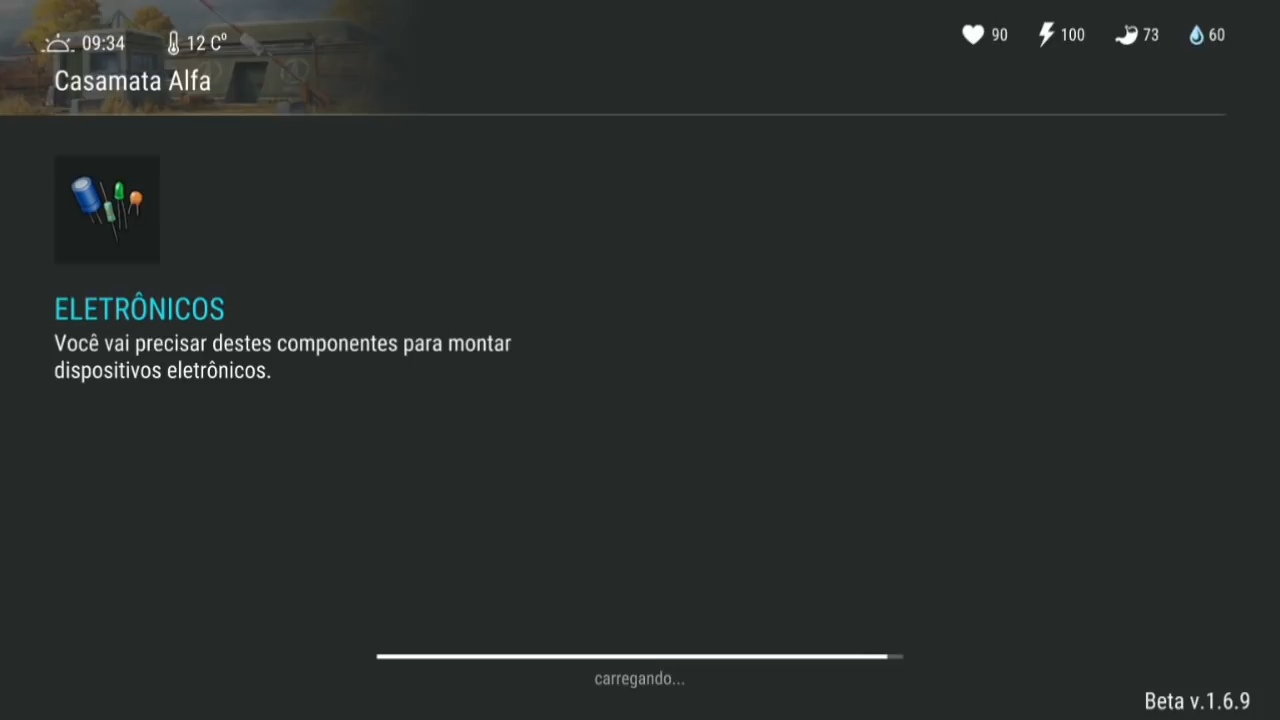 09:34 12 Cº
90 100 73 60
Casamata Alfa
ELETRÔNICOS
Você vai precisar destes componentes para montar
dispositivos eletrônicos.
carregando...
Beta v.1.6.9